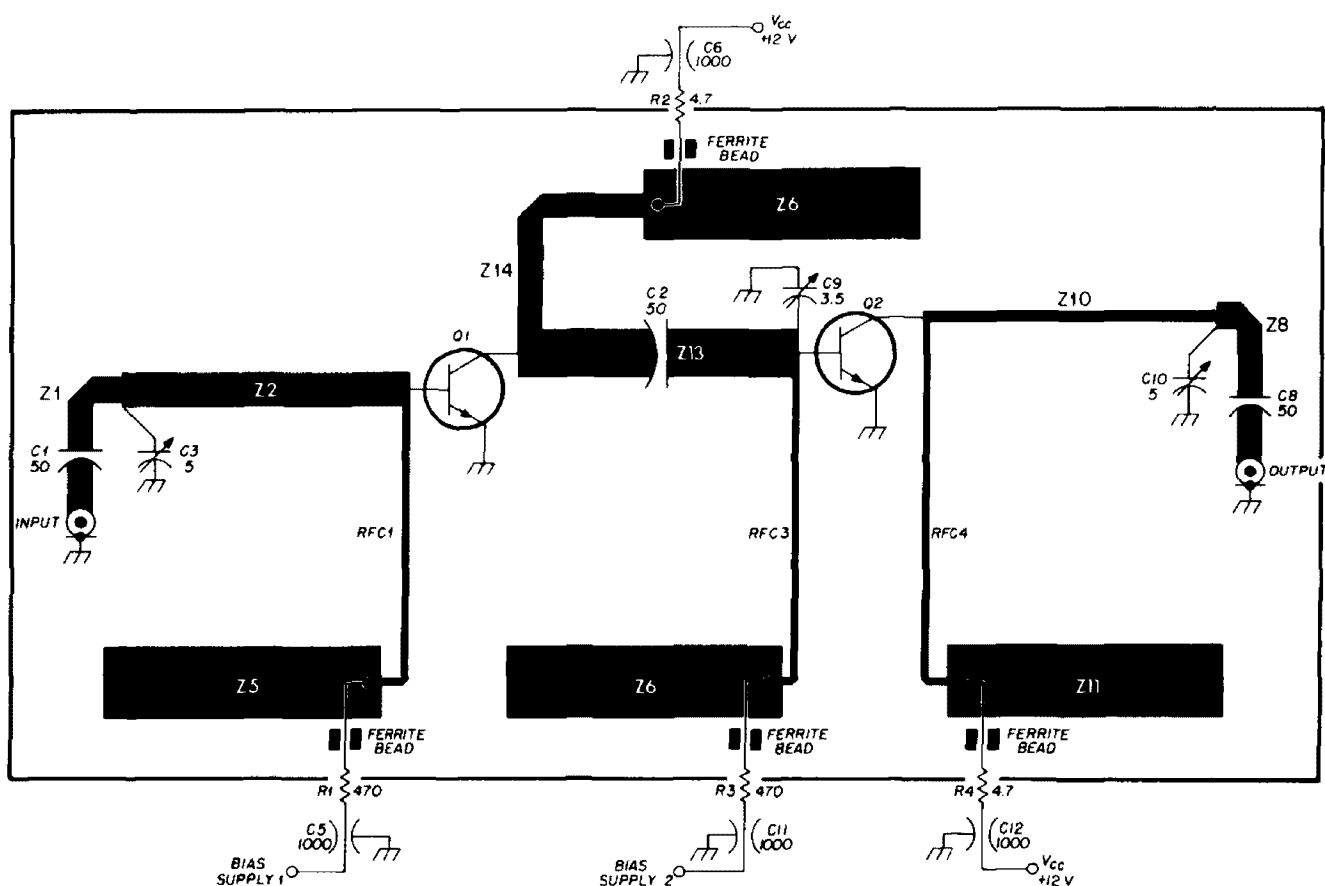 Vcc
+12 V
C6
1000
R2
4.7
FERRITE
BEAD
Z6
Z14
C2
50
C9
3.5
Q2
Z10
Z8
Q1
Z13
Z1
Z2
C10
5
C8
50
C1
50
C3
5
OUTPUT
INPUT
RFC1
RFC3
RFC4
Z5
Z6
Z11
FERRITE
BEAD
FERRITE
BEAD
FERRITE
BEAD
R1
470
R3
470
R4
4.7
C5
1000
C11
1000
C12
1000
BIAS
SUPPLY 1
BIAS
SUPPLY 2
Vcc
+12 V